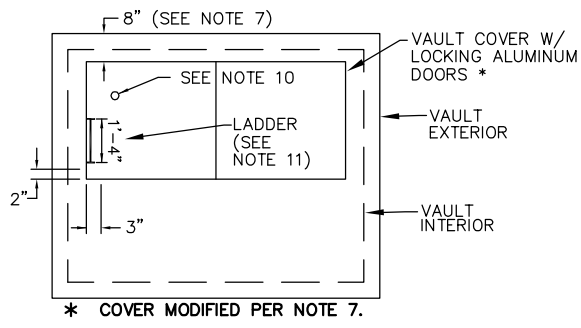 8" (SEE NOTE 7)
VAULT COVER W/
LOCKING ALUMINUM
DOORS *
SEE NOTE 10
1'-4"
LADDER
(SEE
NOTE 11)
VAULT
EXTERIOR
2"
3"
VAULT
INTERIOR
* COVER MODIFIED PER NOTE 7.